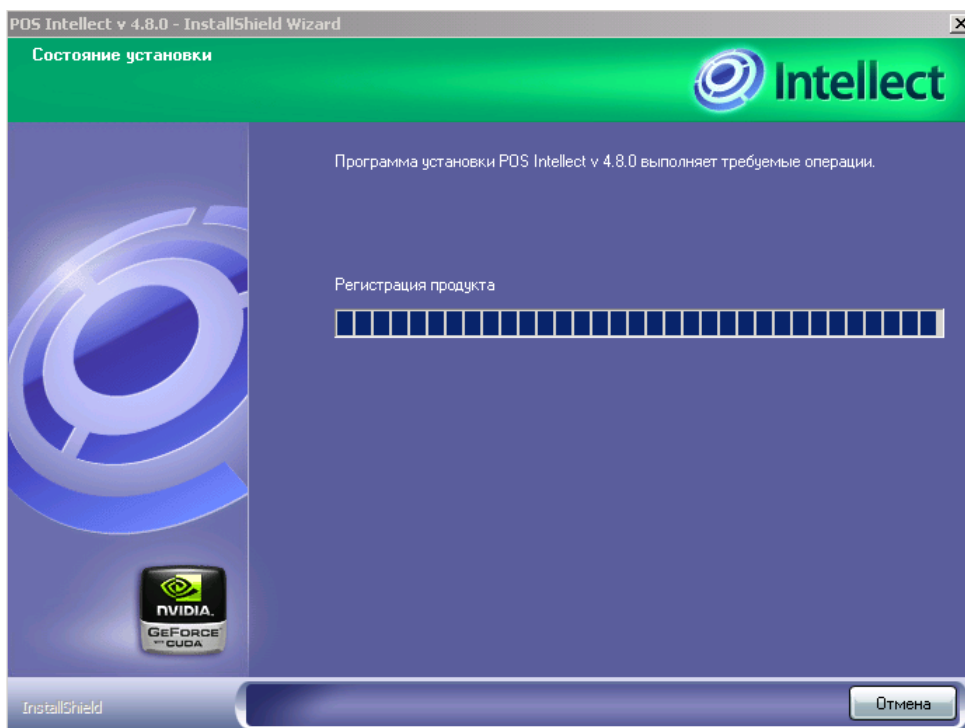 POS Intellect v 4.8.0 - InstallShield Wizard
Состояние установки
Intellect
Программа установки POS Intellect v 4.8.0 выполняет требуемые операции.
Регистрация продукта
NVIDIA.
GEFORCE
WITH CUDA
InstallShield
Отмена